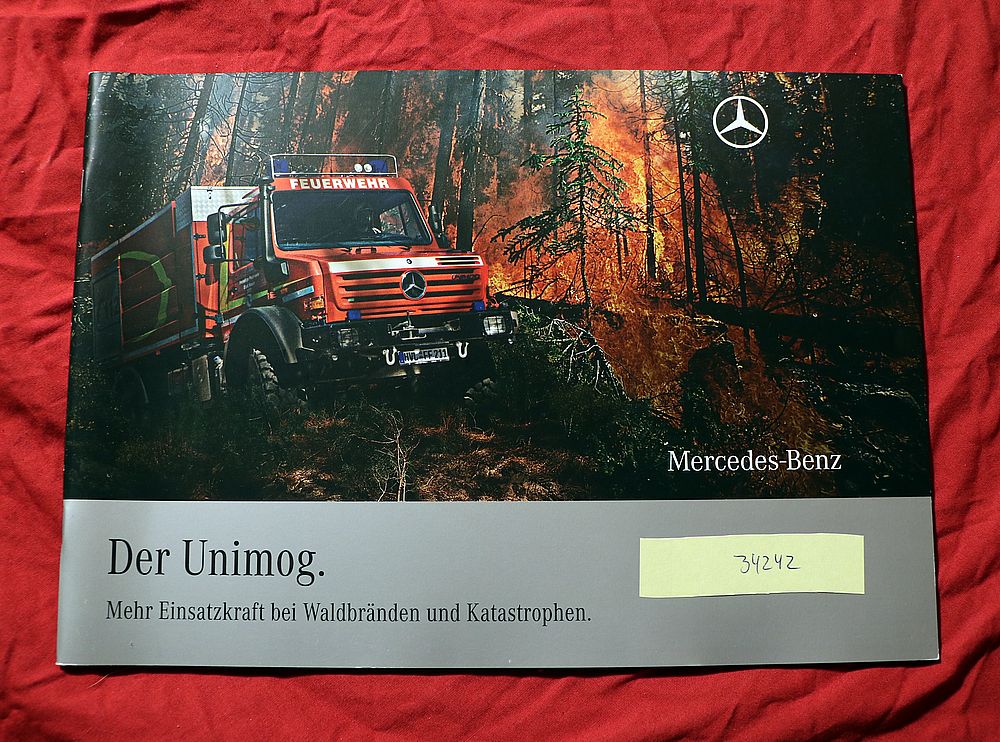 FEUERWEHR
Mercedes-Benz
Der Unimog.
34242
Mehr Einsatzkraft bei Waldbränden und Katastrophen.